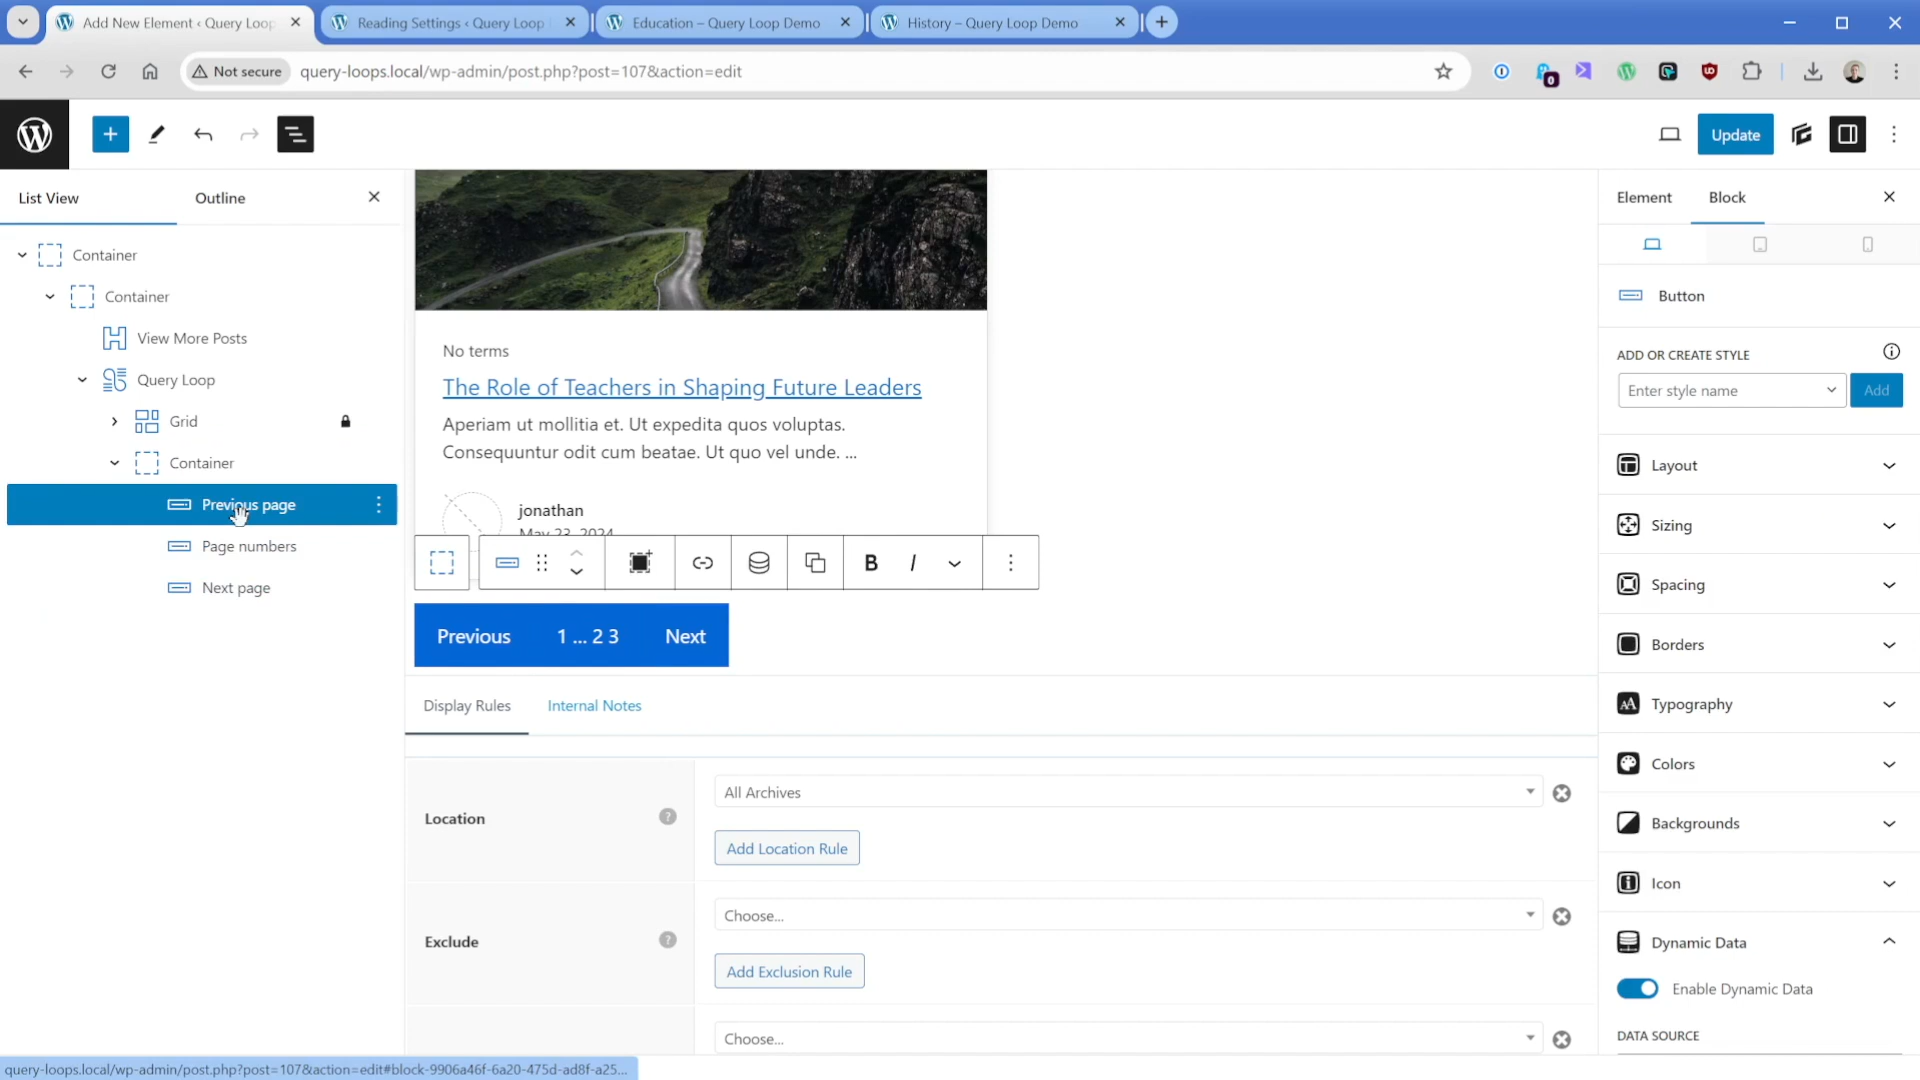 Add New Element ‹ Query Loop
Reading Settings ‹ Query Loop
Education – Query Loop Demo
History – Query Loop Demo
Not secure
query-loops.local/wp-admin/post.php?post=107&action=edit
0
Update
List View
Outline
Element
Block
Container
Container
View More Posts
Query Loop
Grid
Container
Previous page
Page numbers
Next page
No terms
The Role of Teachers in Shaping Future Leaders
Aperiam ut mollitia et. Ut expedita quos voluptas.
Consequuntur odit cum beatae. Ut quo vel unde. ...
jonathan
May 23, 2024
B I
Previous
1 ... 2 3
Next
Display Rules
Internal Notes
Location
?
All Archives
Add Location Rule
Exclude
?
Choose...
Add Exclusion Rule
Choose...
Button
ADD OR CREATE STYLE
Enter style name
Add
Layout
Sizing
Spacing
Borders
Typography
Colors
Backgrounds
Icon
Dynamic Data
Enable Dynamic Data
DATA SOURCE
query-loops.local/wp-admin/post.php?post=107&action=edit#block-9906a46f-6a20-475d-ad8f-a25...